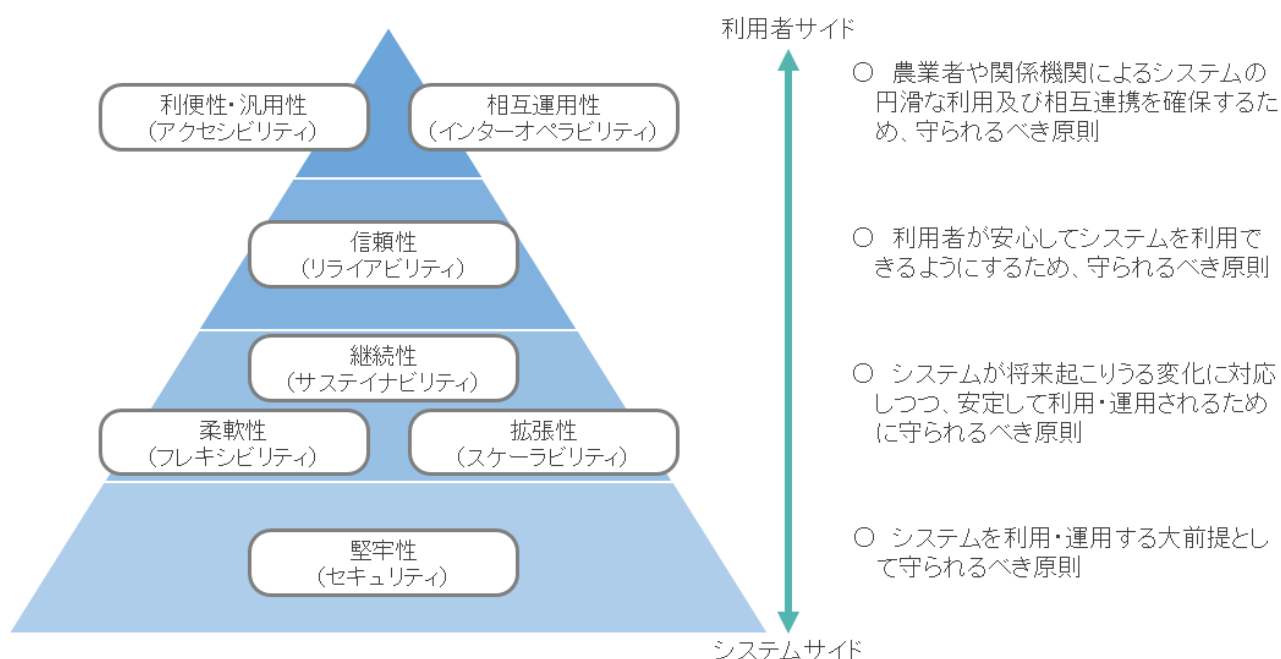 利用者サイド
利便性・汎用性
(アクセシビリティ)
相互運用性
(インターオペラビリティ)
○ 農業者や関係機関によるシステムの
円滑な利用及び相互連携を確保するた
め、守られるべき原則
信頼性
(リライアビリティ)
○ 利用者が安心してシステムを利用で
きるようにするため、守られるべき原則
継続性
(サステイナビリティ)
柔軟性
(フレキシビリティ)
拡張性
(スケーラビリティ)
○ システムが将来起こりうる変化に対応
しつつ、安定して利用・運用されるため
に守られるべき原則
堅牢性
(セキュリティ)
○ システムを利用・運用する大前提とし
て守られるべき原則
システムサイド